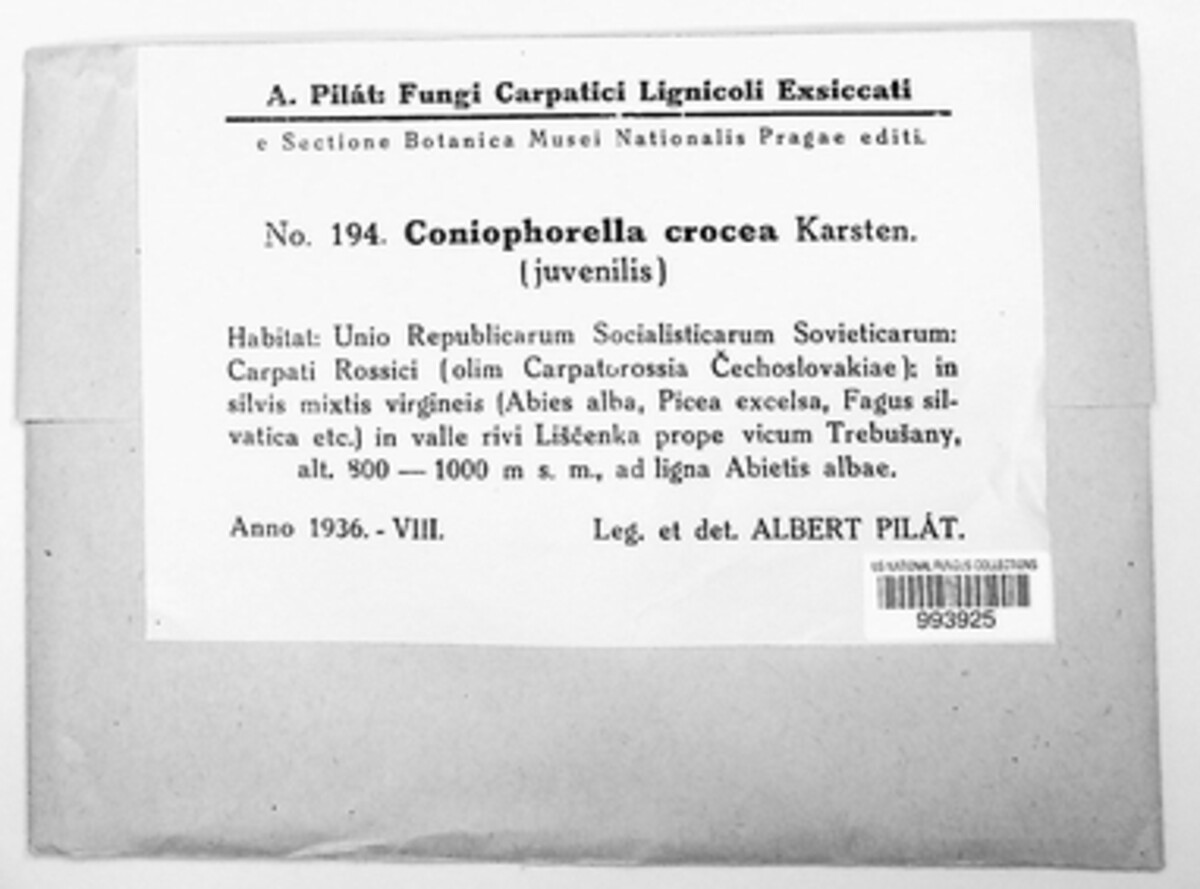 A. Pilát: Fungi Carpatici Lignicoli Exsiccati
e Sectione Botanica Musei Nationalis Pragae editi.
No. 194. Coniophorella crocea Karsten.
(juvenilis)
Habitat: Unio Republicarum Socialisticarum Sovieticarum:
Carpati Rossici (olim Carpatorossia Čechoslovakiae); in
silvis mixtis virgineis (Abies alba, Picea excelsa, Fagus sil-
vatica etc.) in valle rivi Liščenka prope vicum Trebušany,
alt. 800 — 1000 m s. m., ad ligna Abietis albae.
Anno 1936. - VIII. Leg. et det. ALBERT PILÁT.
US NATIONAL FUNGUS COLLECTIONS
993925